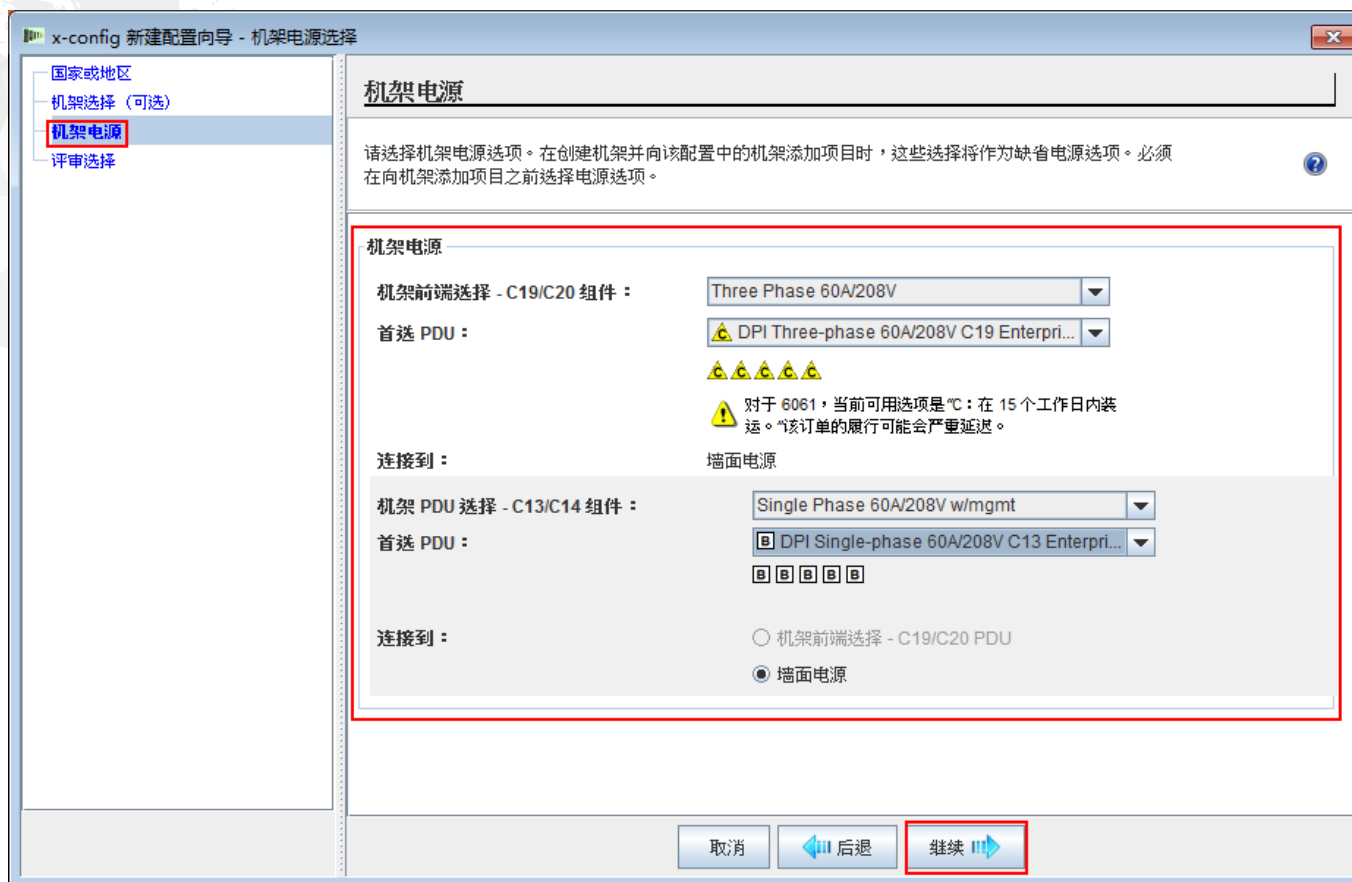 x-config 新建配置向导 - 机架电源选择
国家或地区
机架选择（可选）
机架电源
评审选择
机架电源
请选择机架电源选项。在创建机架并向该配置中的机架添加项目时，这些选择将作为缺省电源选项。必须
在向机架添加项目之前选择电源选项。
机架电源
机架前端选择 - C19/C20 组件： Three Phase 60A/208V
首选 PDU： C DPI Three-phase 60A/208V C19 Enterpri...
C C C C C
对于 6061，当前可用选项是“C：在 15 个工作日内装
运。”该订单的履行可能会严重延迟。
连接到： 墙面电源
机架 PDU 选择 - C13/C14 组件： Single Phase 60A/208V w/mgmt
首选 PDU： B DPI Single-phase 60A/208V C13 Enterpri...
B B B B B
连接到： 机架前端选择 - C19/C20 PDU
墙面电源
取消 后退 继续